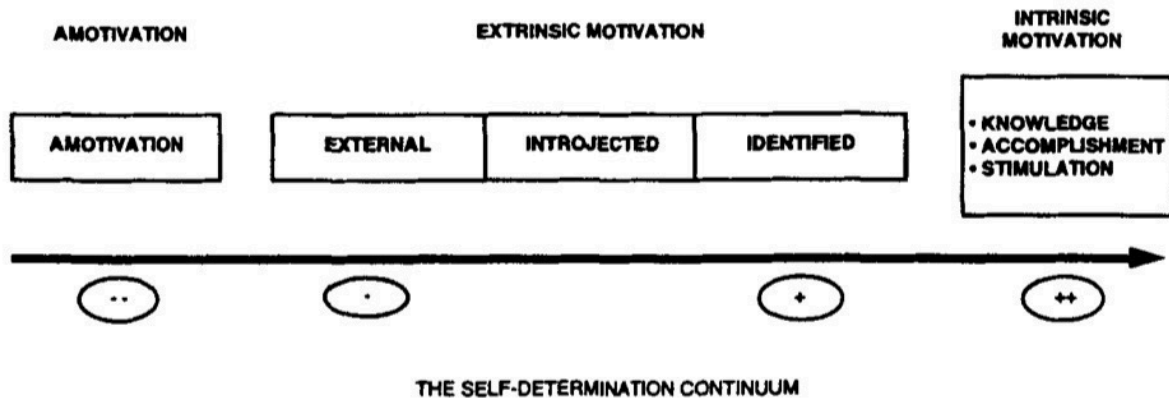 AMOTIVATION
EXTRINSIC MOTIVATION
INTRINSIC
MOTIVATION
AMOTIVATION
EXTERNAL
INTROJECTED
IDENTIFIED
• KNOWLEDGE
• ACCOMPLISHMENT
• STIMULATION
--
-
+
++
THE SELF-DETERMINATION CONTINUUM